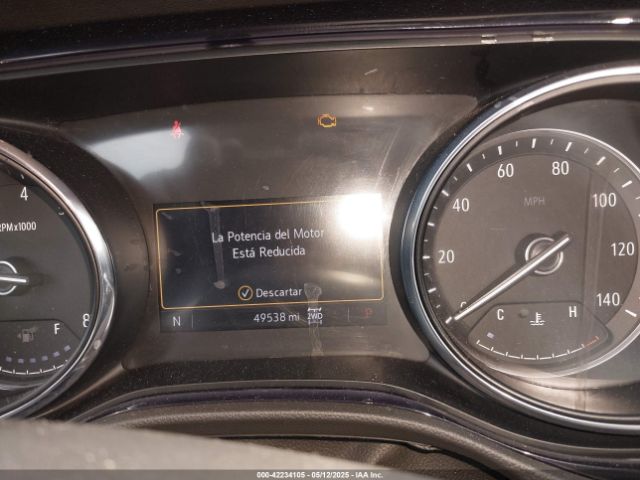 4
RPMx1000
8
F
La Potencia del Motor
Está Reducida
Descartar
N 49538 mi 2WD P
20 40 60 80 100 120 140
MPH
C H
000-42234105 - 05/12/2025 - IAA Inc.